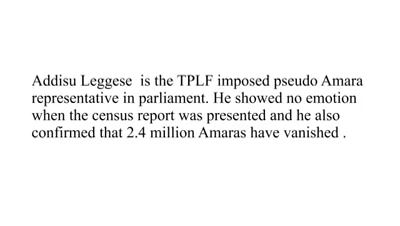 Addisu Leggese  is the TPLF imposed pseudo Amara
representative in parliament. He showed no emotion
when the census report was presented and he also
confirmed that 2.4 million Amaras have vanished .